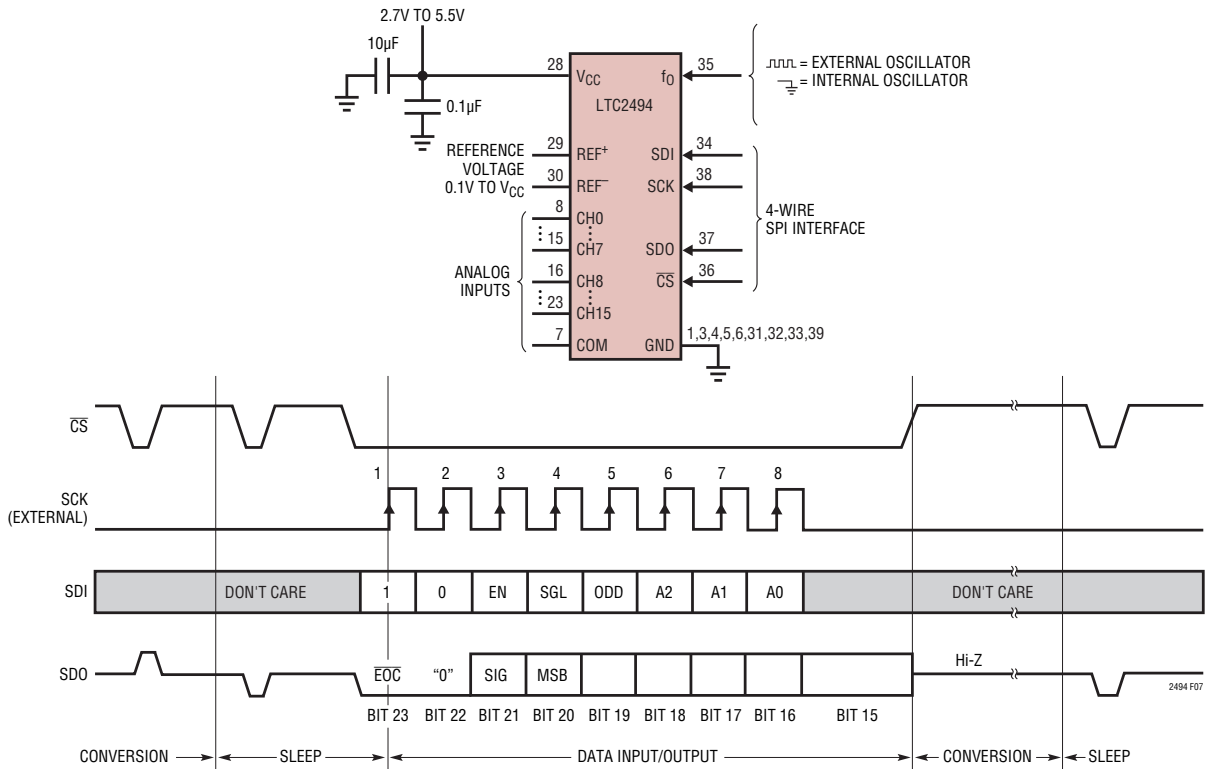 2.7V TO 5.5V
10µF
0.1µF
28
VCC
LTC2494
fO
35
= EXTERNAL OSCILLATOR
= INTERNAL OSCILLATOR
REFERENCE
VOLTAGE
0.1V TO VCC
29
REF+
30
REF–
SDI
34
SCK
38
4-WIRE
SPI INTERFACE
SDO
37
CS
36
ANALOG
INPUTS
8
CH0
15
CH7
16
CH8
23
CH15
7
COM
GND
1,3,4,5,6,31,32,33,39
CS
1 2 3 4 5 6 7 8
SCK
(EXTERNAL)
SDI
DON'T CARE 1 0 EN SGL ODD A2 A1 A0 DON'T CARE
SDO
EOC "0" SIG MSB Hi-Z
2494 F07
BIT 23 BIT 22 BIT 21 BIT 20 BIT 19 BIT 18 BIT 17 BIT 16 BIT 15
CONVERSION SLEEP DATA INPUT/OUTPUT CONVERSION SLEEP